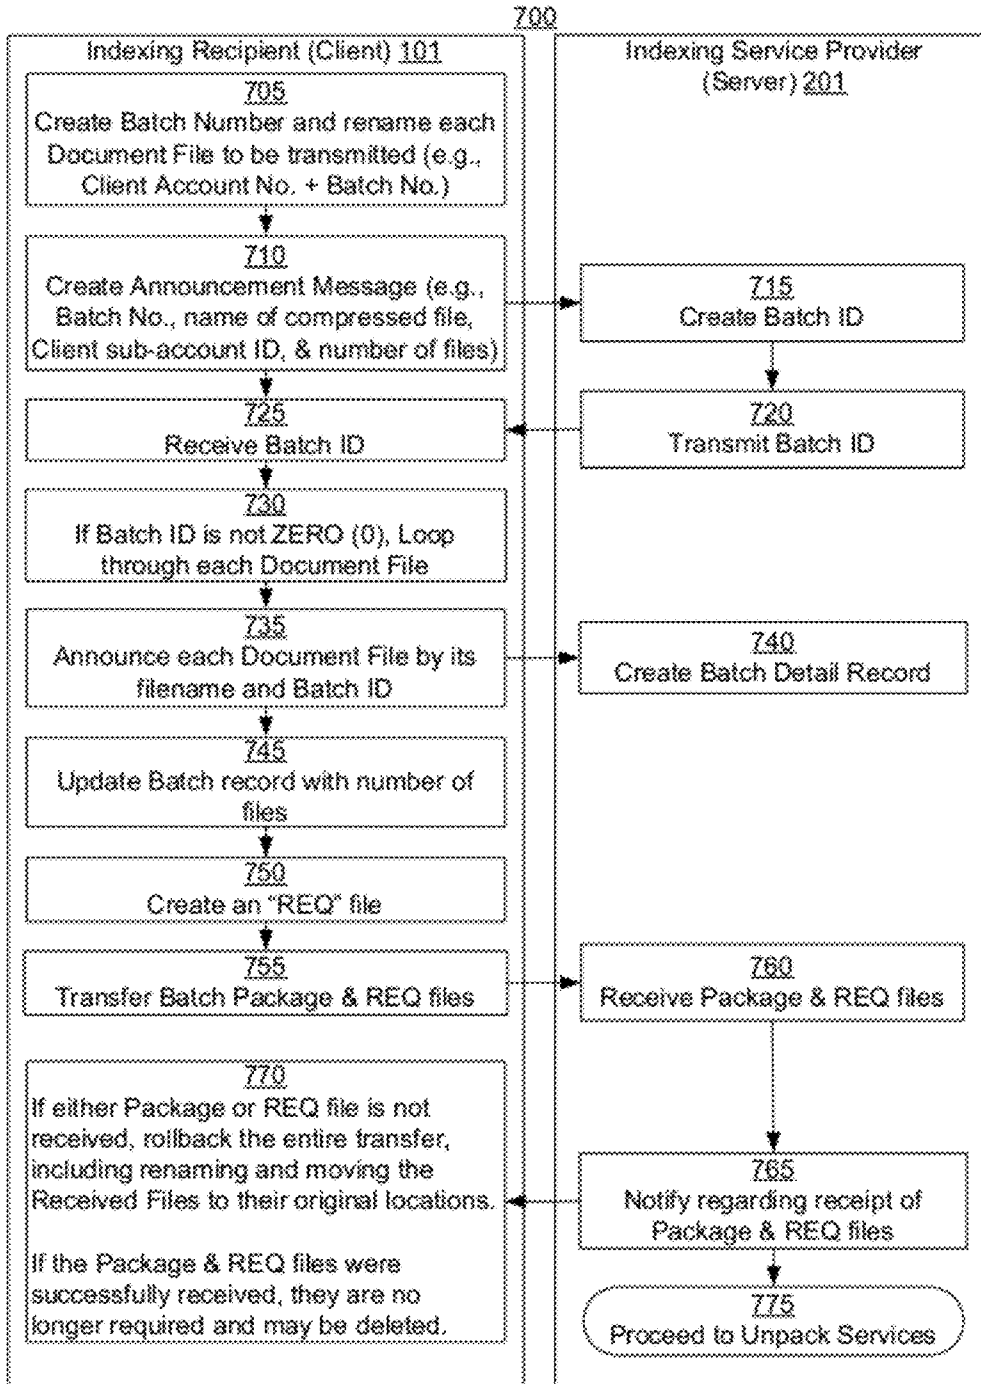 700
Indexing Recipient (Client) 101
705
Create Batch Number and rename each
Document File to be transmitted (e.g.,
Client Account No. + Batch No.)
710
Create Announcement Message (e.g.,
Batch No., name of compressed file,
Client sub-account ID, & number of files)
725
Receive Batch ID
730
If Batch ID is not ZERO (0), Loop
through each Document File
735
Announce each Document File by its
filename and Batch ID
745
Update Batch record with number of
files
750
Create an "REQ" file
755
Transfer Batch Package & REQ files
770
If either Package or REQ file is not
received, rollback the entire transfer,
including renaming and moving the
Received Files to their original locations.
If the Package & REQ files were
successfully received, they are no
longer required and may be deleted.
Indexing Service Provider
(Server) 201
715
Create Batch ID
720
Transmit Batch ID
740
Create Batch Detail Record
760
Receive Package & REQ files
765
Notify regarding receipt of
Package & REQ files
775
Proceed to Unpack Services